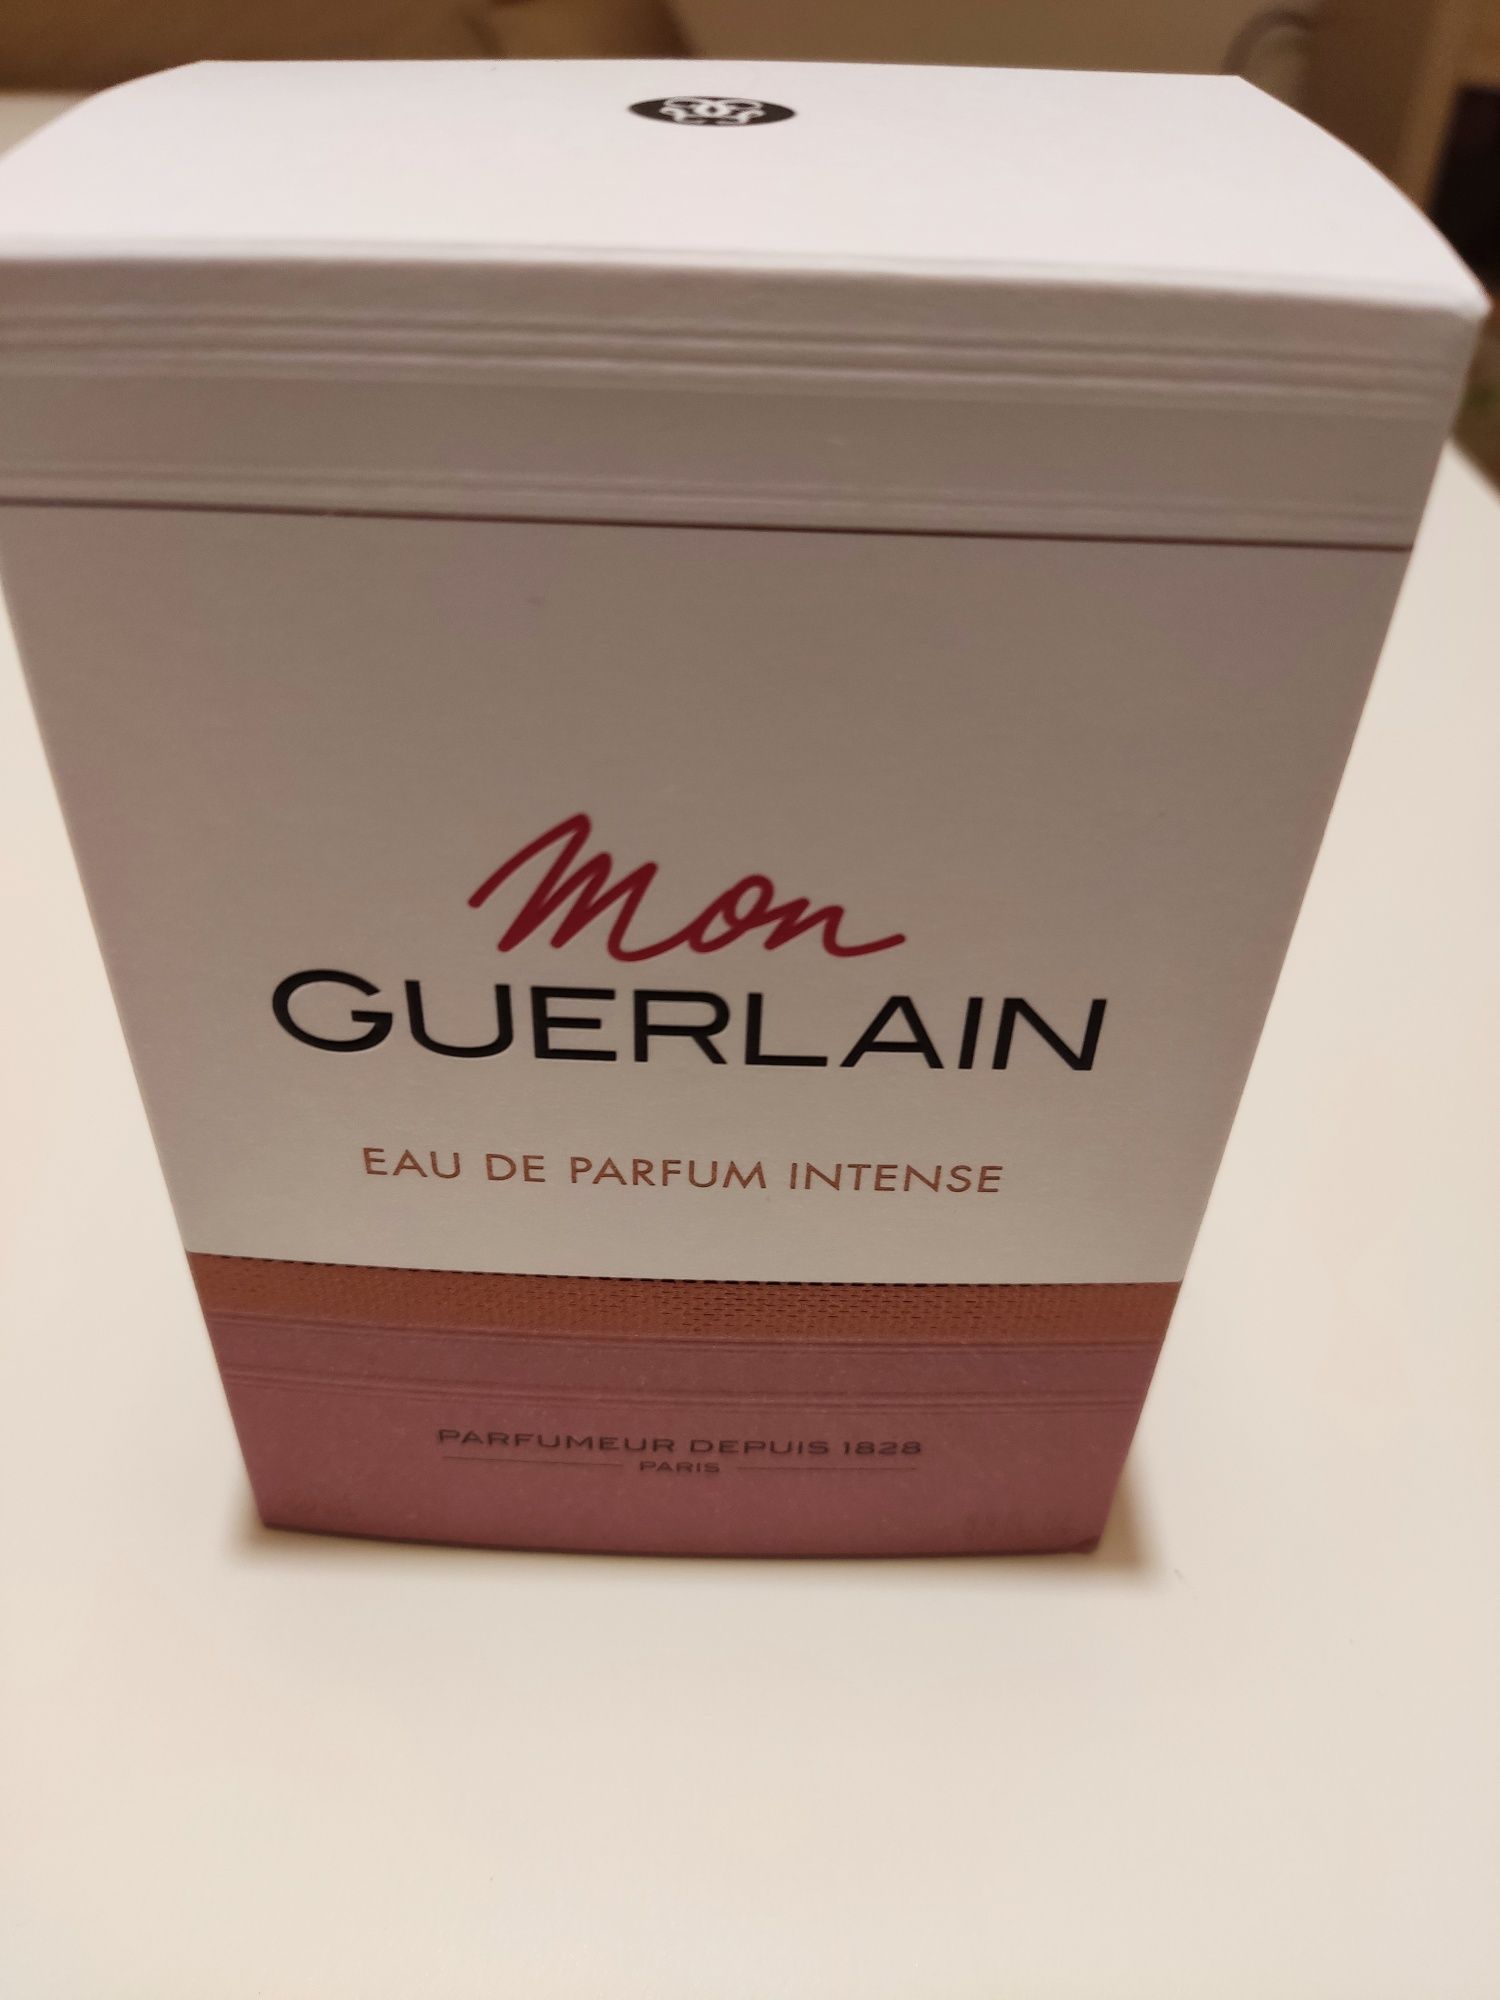 Mon
GUERLAIN
EAU DE PARFUM INTENSE
PARFUMEUR DEPUIS 1828
PARIS